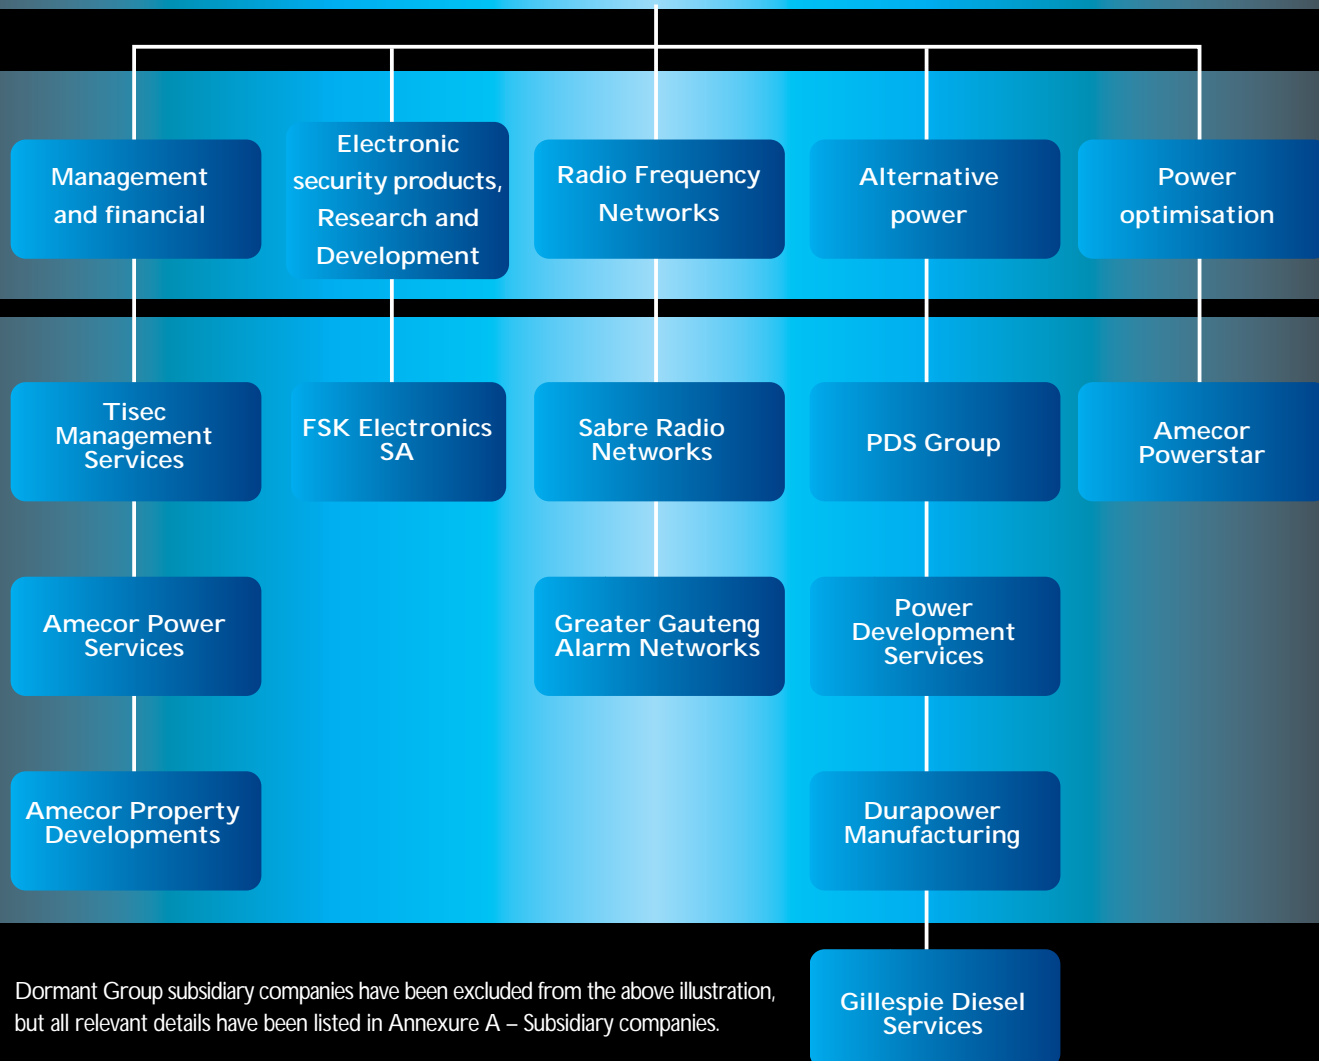 Management
and financial
Electronic
security products,
Research and
Development
Radio Frequency
Networks
Alternative
power
Power
optimisation
Tisec
Management
Services
FSK Electronics
SA
Sabre Radio
Networks
PDS Group
Amecor
Powerstar
Amecor Power
Services
Greater Gauteng
Alarm Networks
Power
Development
Services
Amecor Property
Developments
Durapower
Manufacturing
Gillespie Diesel
Services
Dormant Group subsidiary companies have been excluded from the above illustration,
but all relevant details have been listed in Annexure A – Subsidiary companies.